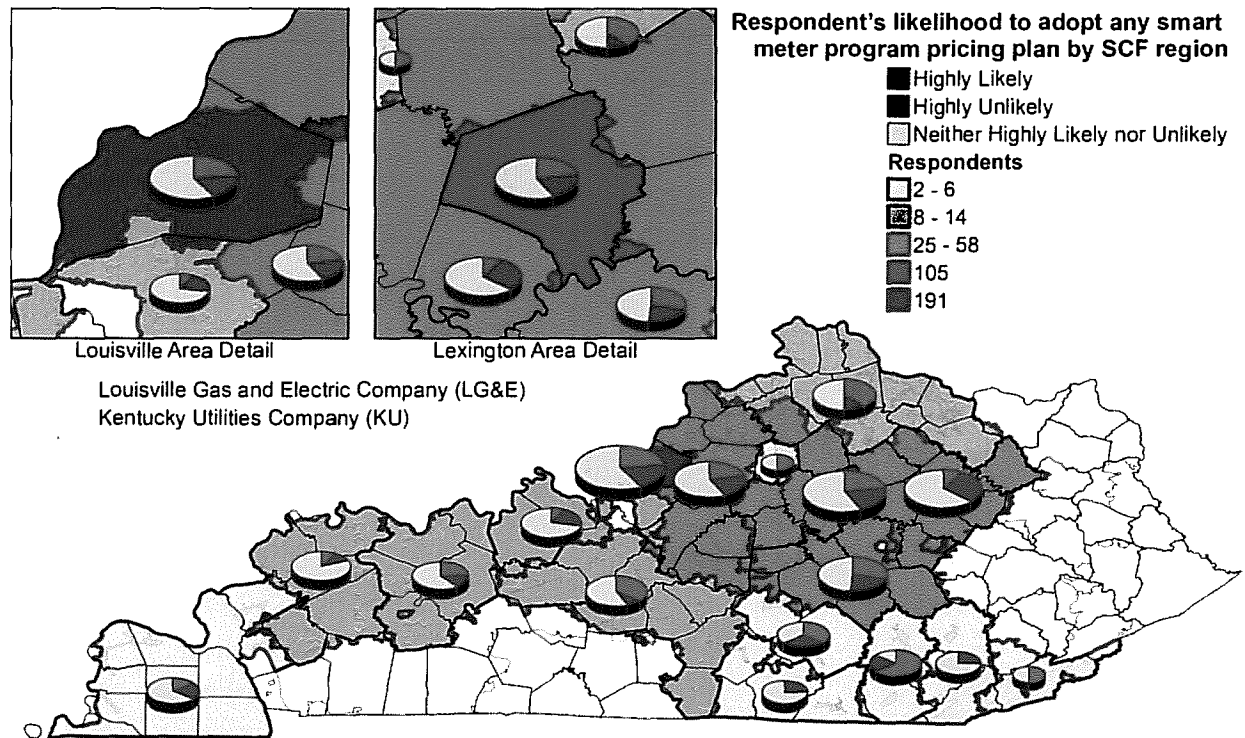 Respondent's likelihood to adopt any smart
meter program pricing plan by SCF region
Highly Likely
Highly Unlikely
Neither Highly Likely nor Unlikely
Respondents
2 - 6
8 - 14
25 - 58
105
191
Louisville Area Detail
Lexington Area Detail
Louisville Gas and Electric Company (LG&E)
Kentucky Utilities Company (KU)